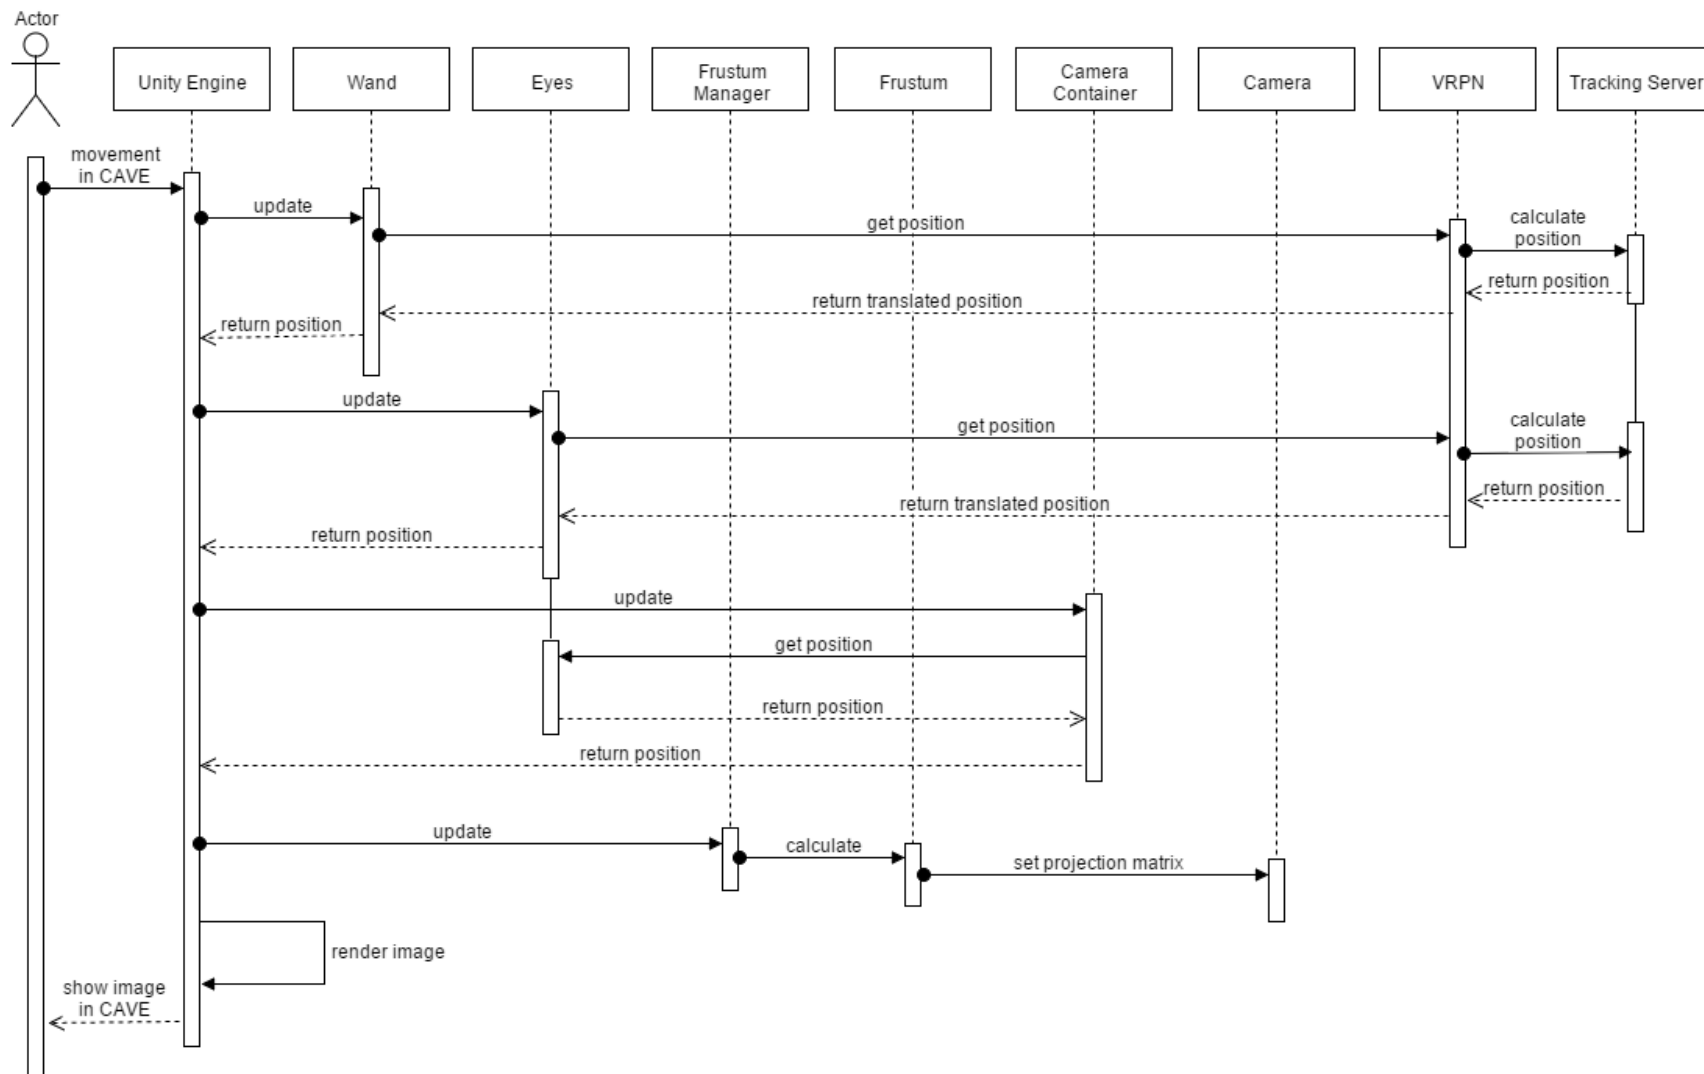 Actor
Unity Engine
Wand
Eyes
Frustum
Manager
Frustum
Camera
Container
Camera
VRPN
Tracking Server
movement
in CAVE
update
get position
calculate
position
return position
return translated position
return position
update
get position
calculate
position
return position
return translated position
return position
update
get position
return position
return position
update
calculate
set projection matrix
render image
show image
in CAVE